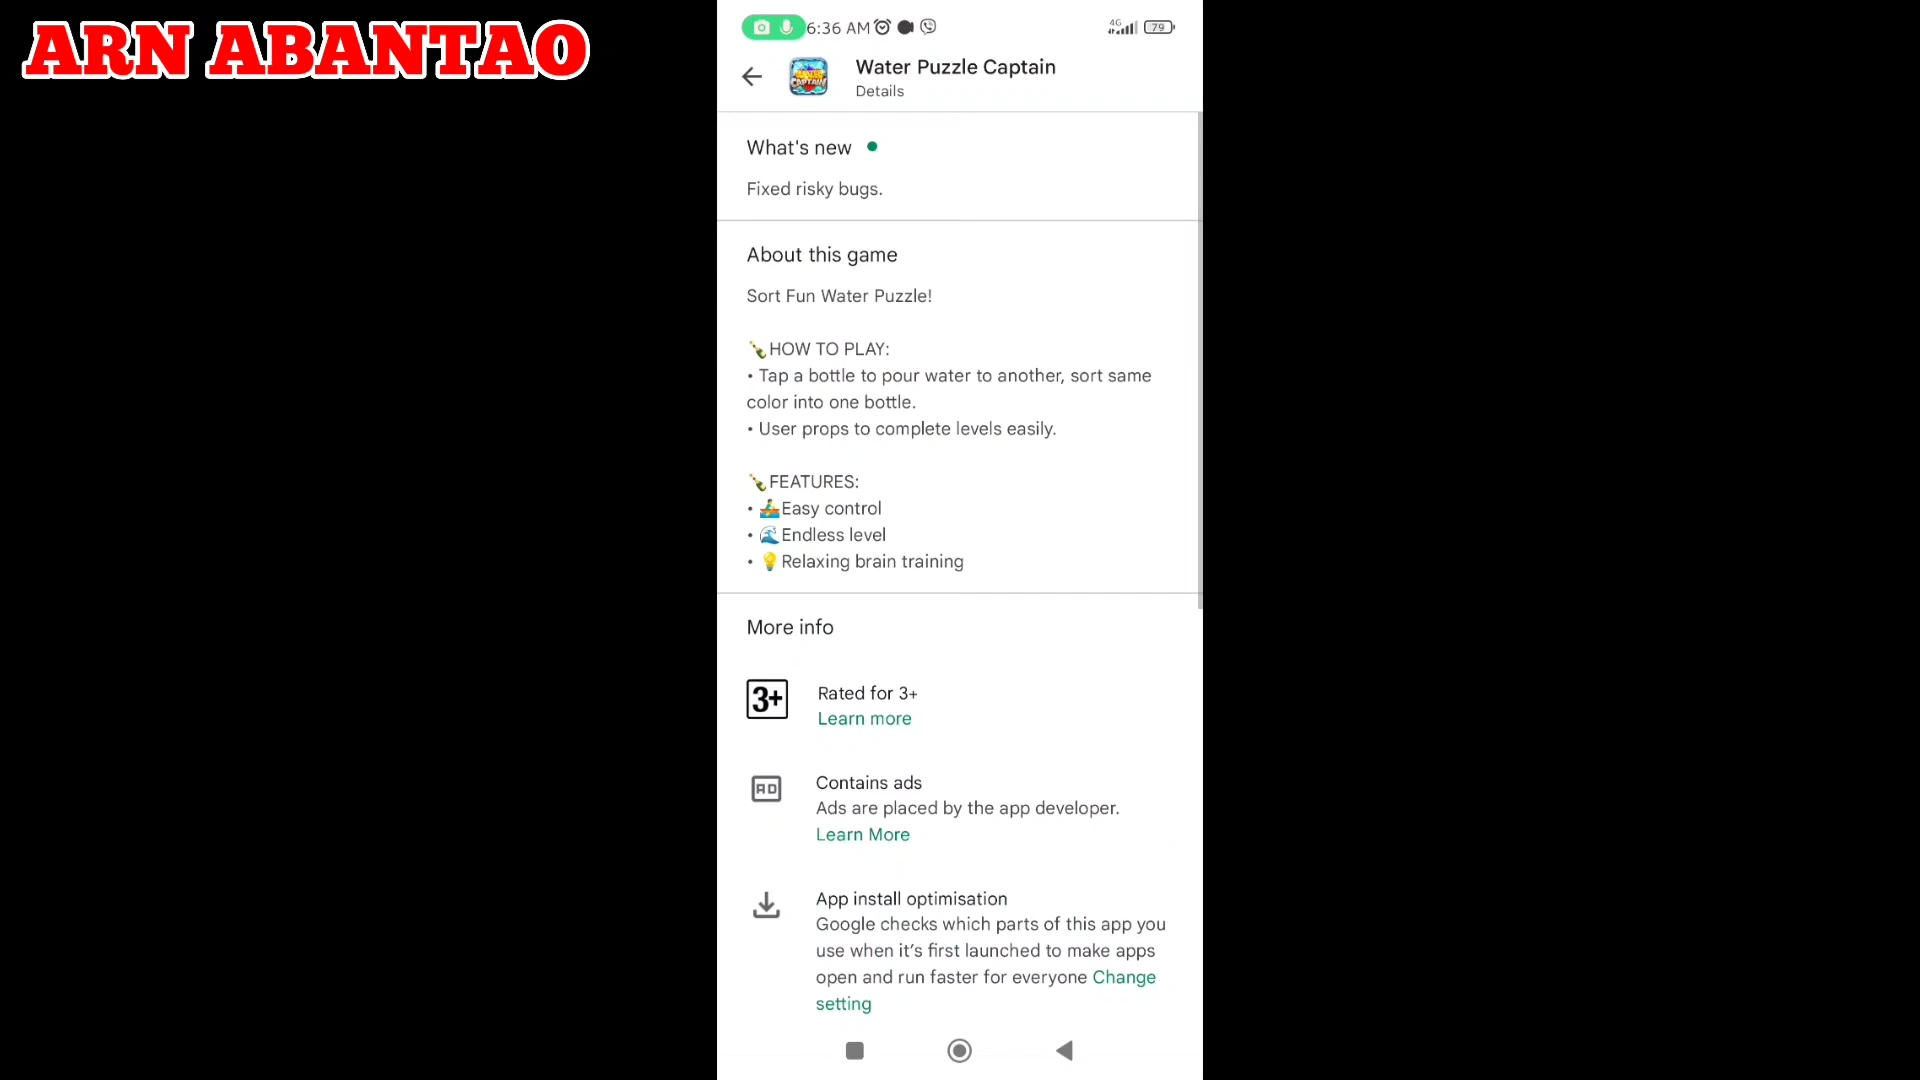 ARN ABANTAO
6:36 AM
4G
79
Water Puzzle Captain
CAPTAIN
Details
What's new
Fixed risky bugs.
About this game
Sort Fun Water Puzzle!
HOW TO PLAY:
• Tap a bottle to pour water to another, sort same
color into one bottle.
• User props to complete levels easily.
FEATURES:
• Easy control
• Endless level
• Relaxing brain training
More info
3+
Rated for 3+
Learn more
AD
Contains ads
Ads are placed by the app developer.
Learn More
App install optimisation
Google checks which parts of this app you
use when it’s first launched to make apps
open and run faster for everyone Change
setting